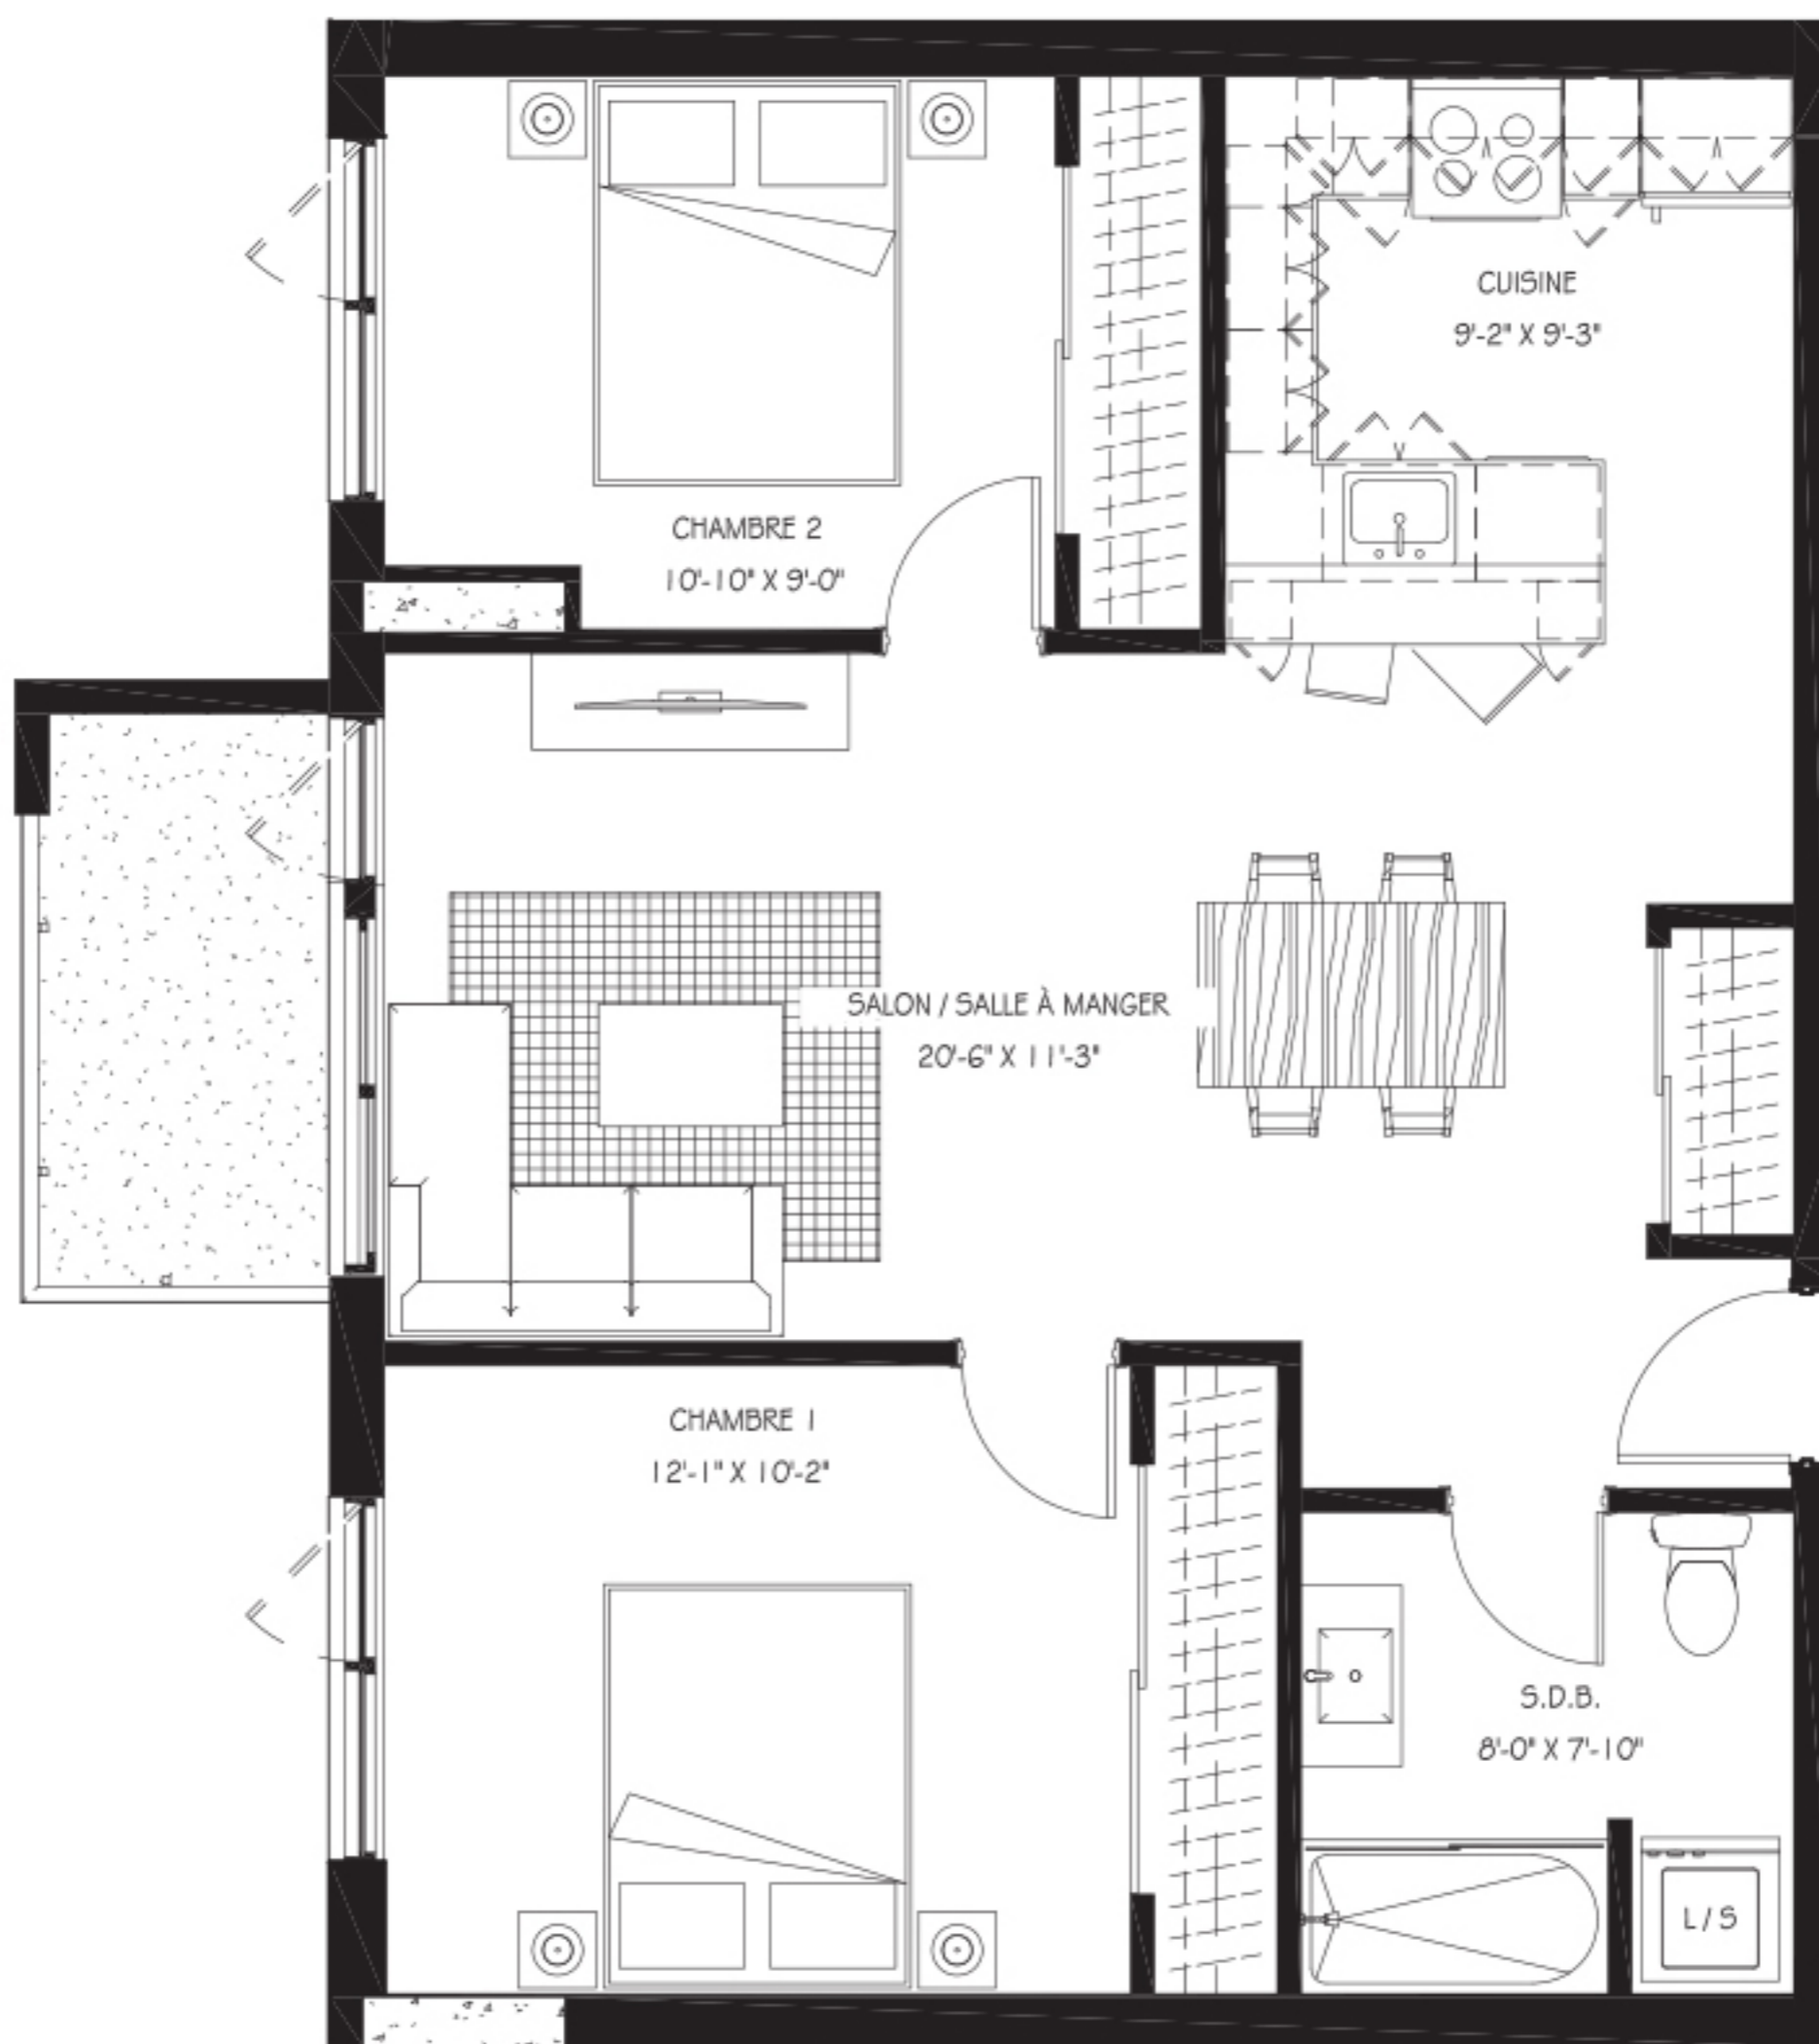 CUISINE
9'-2" X 9'-3"
CHAMBRE 2
10'-10" X 9'-0"
SALON / SALLE À MANGER
20'-6" X 11'-3"
CHAMBRE 1
12'-1" X 10'-2"
S.D.B.
8'-0" X 7'-10"
L / S